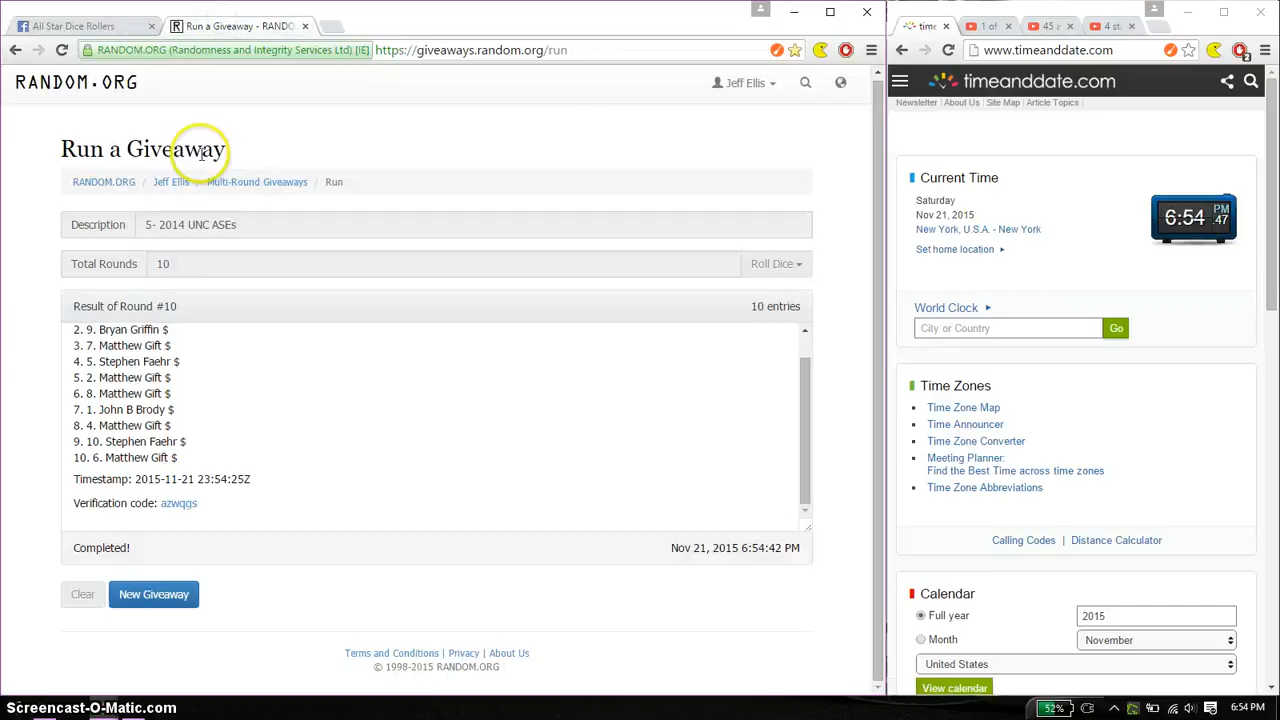 All Star Dice Rollers
Run a Giveaway - RANDO
RANDOM.ORG (Randomness and Integrity Services Ltd) [IE]
https://giveaways.random.org/run
RANDOM.ORG
Jeff Ellis
Run a Giveaway
RANDOM.ORG / Jeff Ellis / Multi-Round Giveaways / Run
Description 5- 2014 UNC ASEs
Total Rounds 10 Roll Dice
Result of Round #10 10 entries
2. 9. Bryan Griffin $
3. 7. Matthew Gift $
4. 5. Stephen Faehr $
5. 2. Matthew Gift $
6. 8. Matthew Gift $
7. 1. John B Brody $
8. 4. Matthew Gift $
9. 10. Stephen Faehr $
10. 6. Matthew Gift $
Timestamp: 2015-11-21 23:54:25Z
Verification code: azwqgs
Completed! Nov 21, 2015 6:54:42 PM
Clear New Giveaway
Terms and Conditions | Privacy | About Us
© 1998-2015 RANDOM.ORG
time
1 of
45
4 st
www.timeanddate.com
2
timeanddate.com
Newsletter About Us Site Map Article Topics
Current Time
Saturday
Nov 21, 2015
New York, U.S.A. - New York
Set home location
6:54 PM .47
World Clock
City or Country Go
Time Zones
Time Zone Map
Time Announcer
Time Zone Converter
Meeting Planner:
Find the Best Time across time zones
Time Zone Abbreviations
Calling Codes | Distance Calculator
Calendar
Full year 2015
Month November
United States
View calendar
Screencast-O-Matic.com
52% 6:54 PM